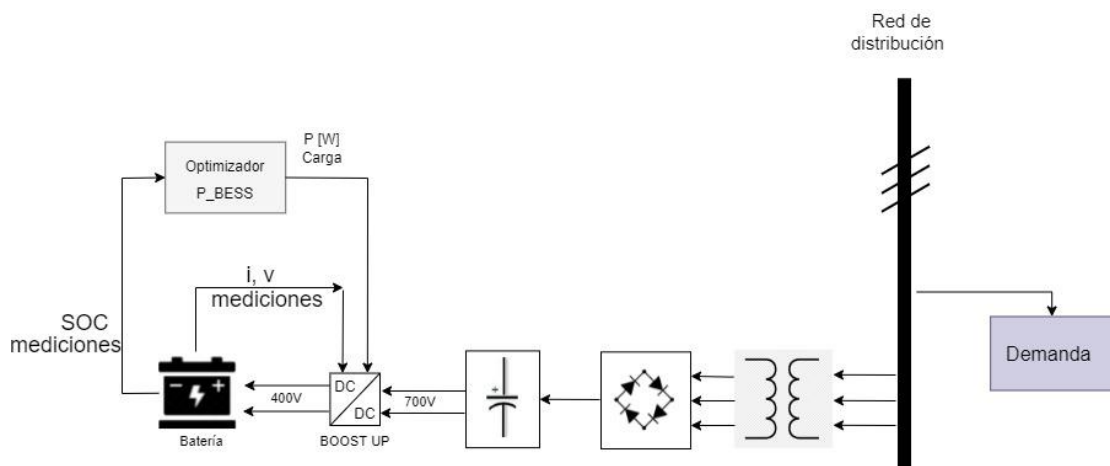 Red de
distribución
P [W]
Carga
Optimizador
P_BESS
i, v
mediciones
SOC
mediciones
Demanda
DC
DC
400V
700V
Batería
BOOST UP